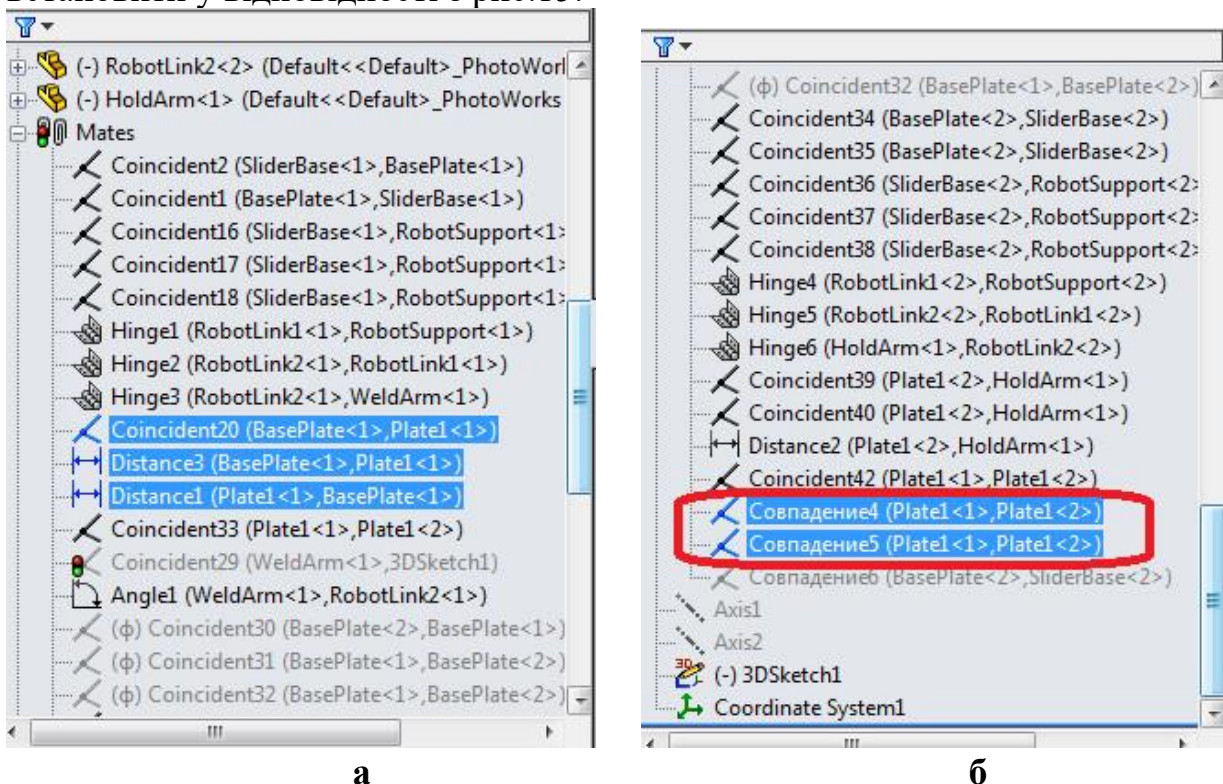 (-) RobotLink2<2> (Default<<Default>_PhotoWorl
(-) HoldArm<1> (Default<<Default>_PhotoWorks
Mates
Coincident2 (SliderBase<1>,BasePlate<1>)
Coincident1 (BasePlate<1>,SliderBase<1>)
Coincident16 (SliderBase<1>,RobotSupport<1>
Coincident17 (SliderBase<1>,RobotSupport<1>
Coincident18 (SliderBase<1>,RobotSupport<1>
Hinge1 (RobotLink1<1>,RobotSupport<1>)
Hinge2 (RobotLink2<1>,RobotLink1<1>)
Hinge3 (RobotLink2<1>,WeldArm<1>)
Coincident20 (BasePlate<1>,Plate1<1>)
Distance3 (BasePlate<1>,Plate1<1>)
Distance1 (Plate1<1>,BasePlate<1>)
Coincident33 (Plate1<1>,Plate1<2>)
Coincident29 (WeldArm<1>,3DSketch1)
Angle1 (WeldArm<1>,RobotLink2<1>)
(ф) Coincident30 (BasePlate<2>,BasePlate<1>)
(ф) Coincident31 (BasePlate<1>,BasePlate<2>)
(ф) Coincident32 (BasePlate<1>,BasePlate<2>)
а
(ф) Coincident32 (BasePlate<1>,BasePlate<2>)
Coincident34 (BasePlate<2>,SliderBase<2>)
Coincident35 (BasePlate<2>,SliderBase<2>)
Coincident36 (SliderBase<2>,RobotSupport<2>
Coincident37 (SliderBase<2>,RobotSupport<2>
Coincident38 (SliderBase<2>,RobotSupport<2>
Hinge4 (RobotLink1<2>,RobotSupport<2>)
Hinge5 (RobotLink2<2>,RobotLink1<2>)
Hinge6 (HoldArm<1>,RobotLink2<2>)
Coincident39 (Plate1<2>,HoldArm<1>)
Coincident40 (Plate1<2>,HoldArm<1>)
Distance2 (Plate1<2>,HoldArm<1>)
Coincident42 (Plate1<1>,Plate1<2>)
Совпадение4 (Plate1<1>,Plate1<2>)
Совпадение5 (Plate1<1>,Plate1<2>)
Совпадение6 (BasePlate<2>,SliderBase<2>)
Axis1
Axis2
(-) 3DSketch1
Coordinate System1
б